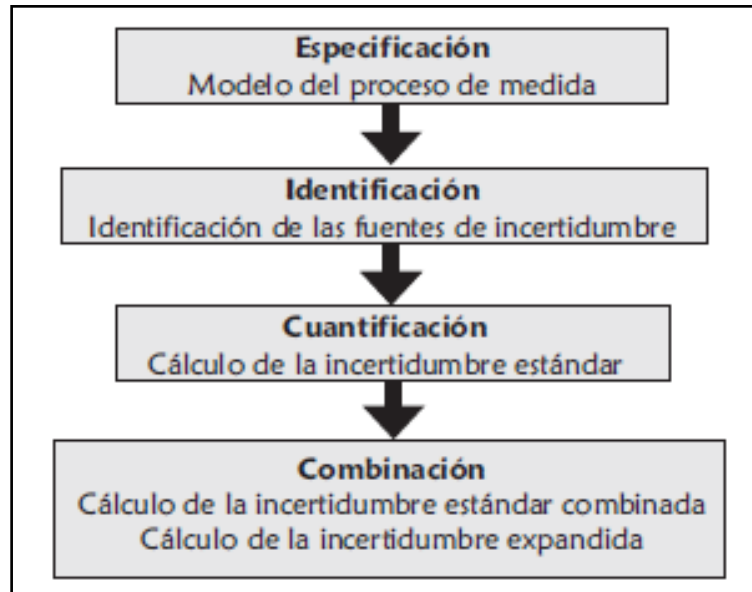 Especificación
Modelo del proceso de medida
Identificación
Identificación de las fuentes de incertidumbre
Cuantificación
Cálculo de la incertidumbre estándar
Combinación
Cálculo de la incertidumbre estándar combinada
Cálculo de la incertidumbre expandida